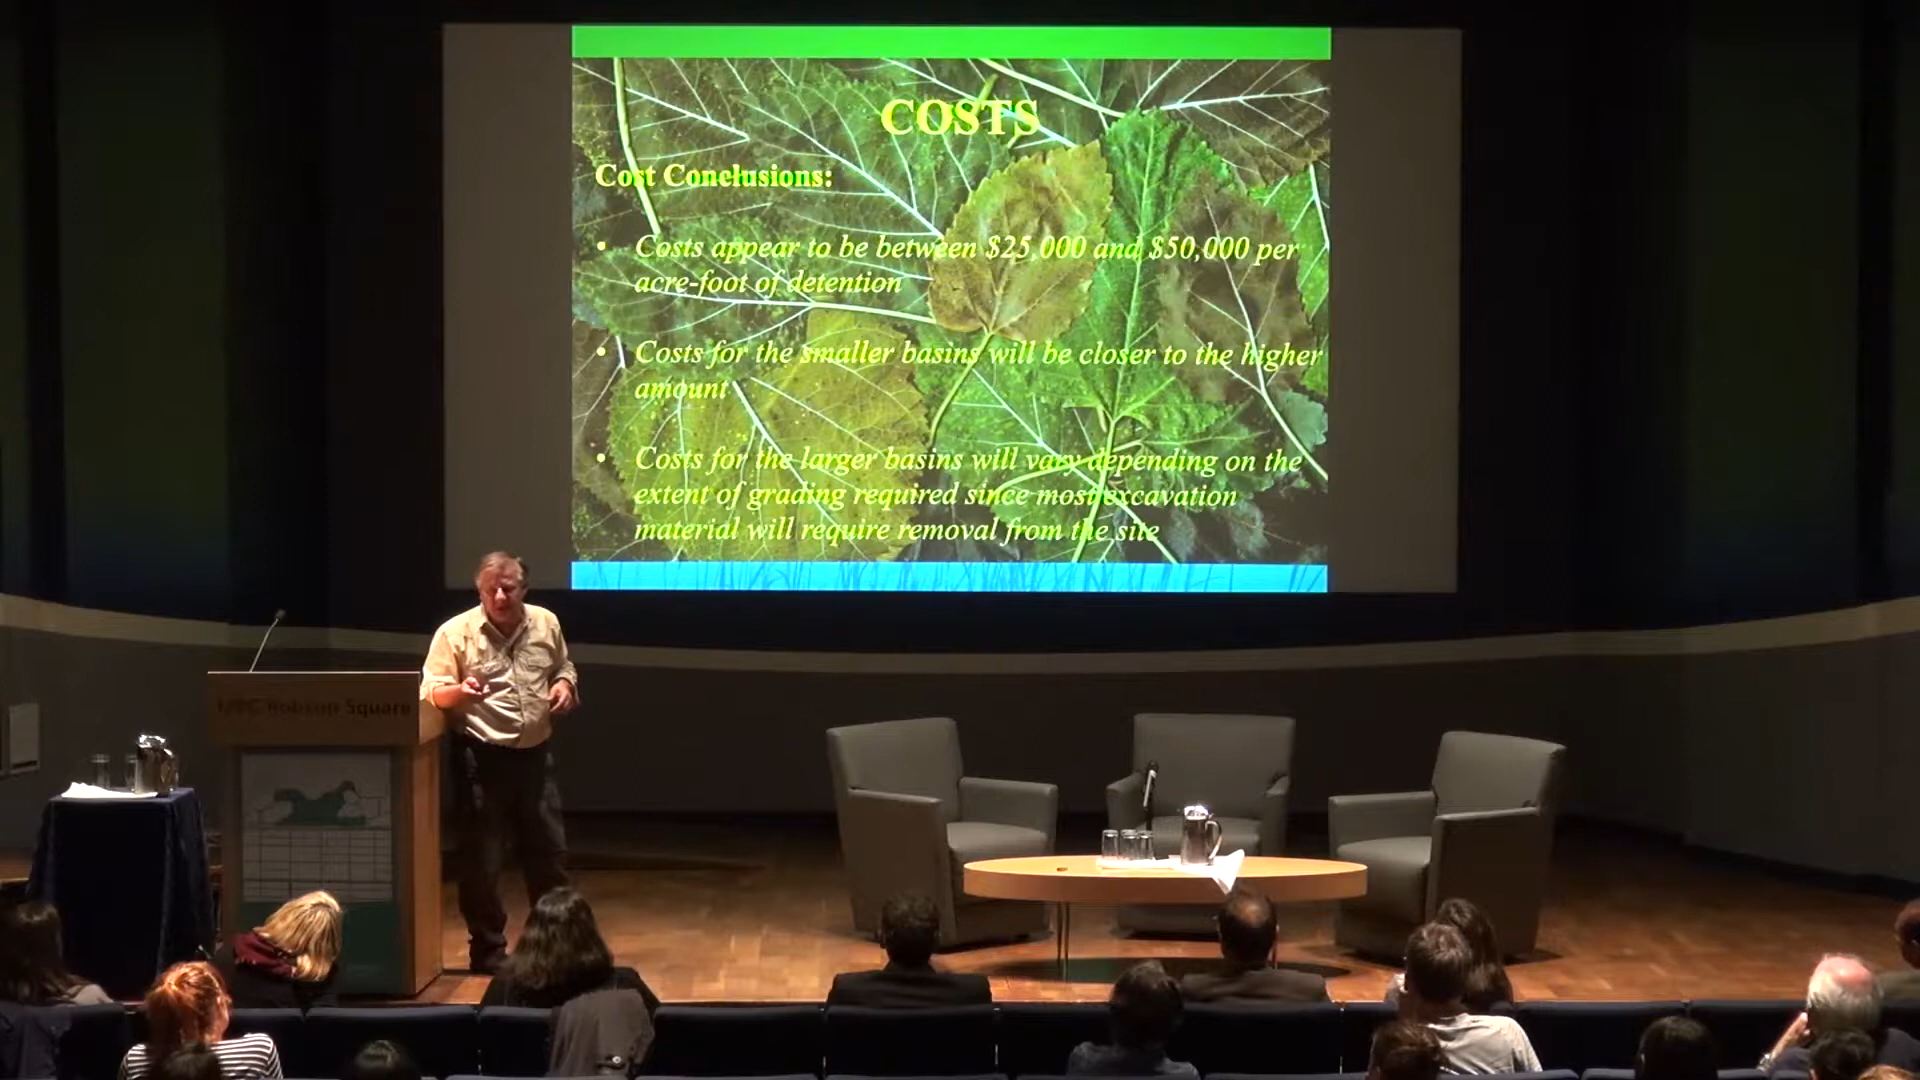 COSTS
Cost Conclusions:
• Costs appear to be between $25,000 and $50,000 per
acre-foot of detention
• Costs for the smaller basins will be closer to the higher
amount
• Costs for the larger basins will vary depending on the
extent of grading required since most excavation
material will require removal from the site
UBC Robson Square